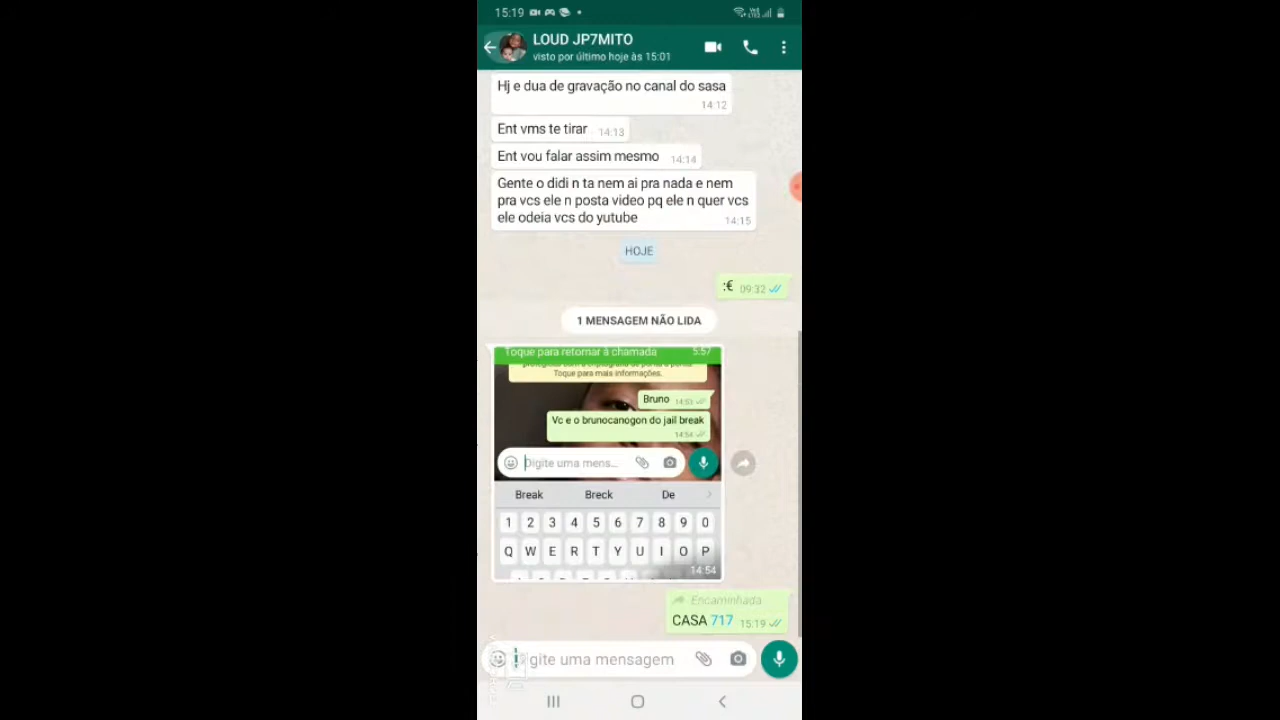 15:19
LOUD JP7MITO
visto por último hoje às 15:01
Hj e dua de gravação no canal do sasa
14:12
Ent vms te tirar 14:13
Ent vou falar assim mesmo 14:14
Gente o didi n ta nem ai pra nada e nem
pra vcs ele n posta video pq ele n quer vcs
ele odeia vcs do yutube
14:15
HOJE
:€ 09:32
1 MENSAGEM NÃO LIDA
Toque para retornar à chamada 5:57
Toque para mais informações.
Bruno 14:53
Vc e o brunocanogon do jail break
14:54
Digite uma mens...
Break Breck De
1 2 3 4 5 6 7 8 9 0
Q W E R T Y U I O P
14:54
Encaminhada
CASA 717 15:19
gite uma mensagem